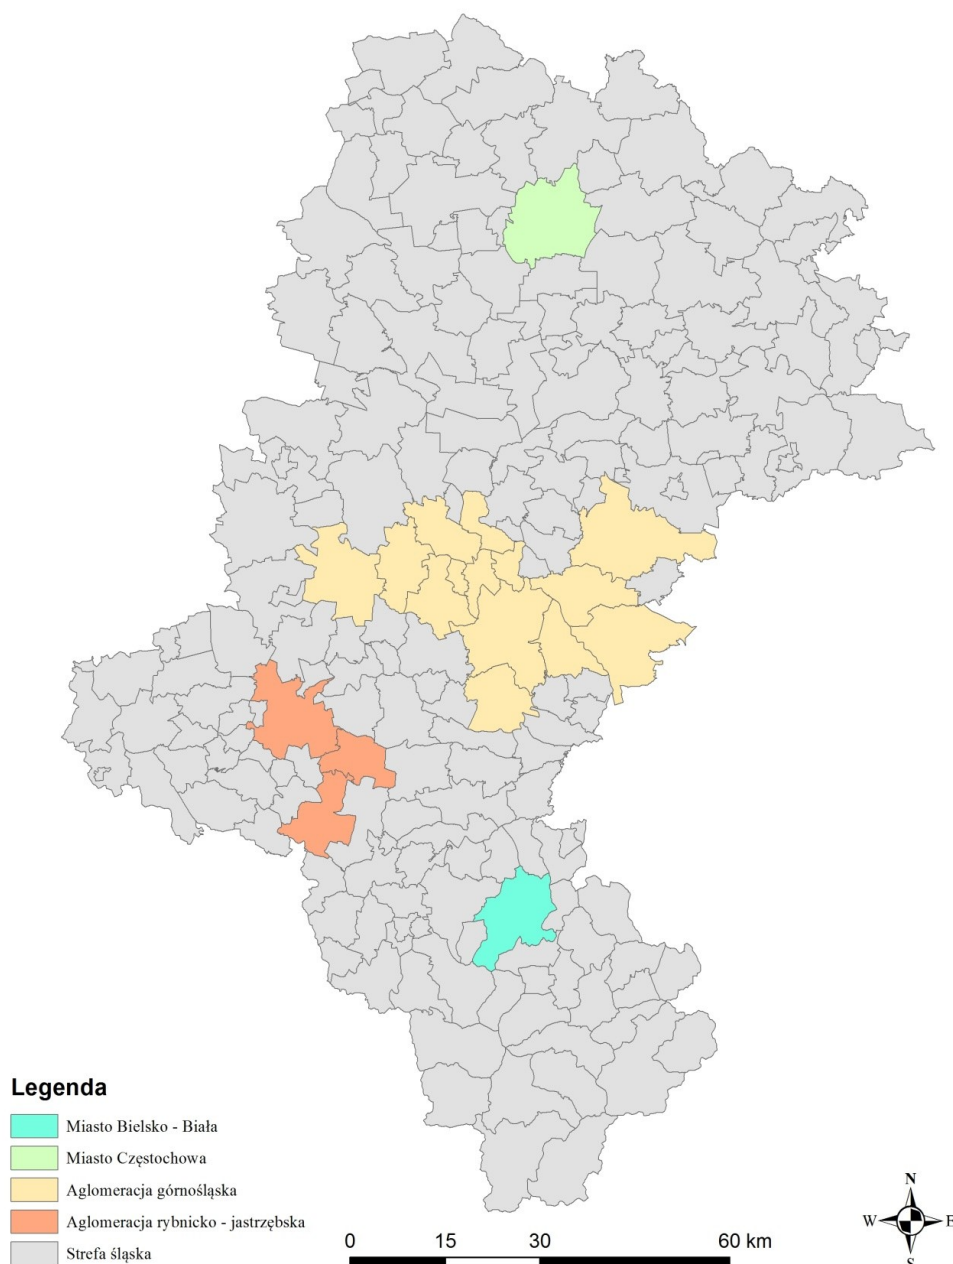 Legenda
Miasto Bielsko - Biała
Miasto Częstochowa
Aglomeracja górnośląska
Aglomeracja rybnicko - jastrzębska
Strefa śląska
0 15 30 60 km
N
W E
S